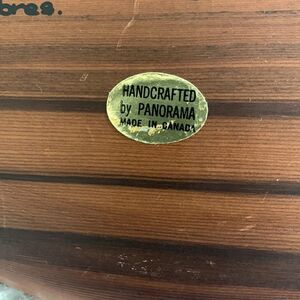 bres.
HANDCRAFTED
by PANORAMA
MADE IN CANADA